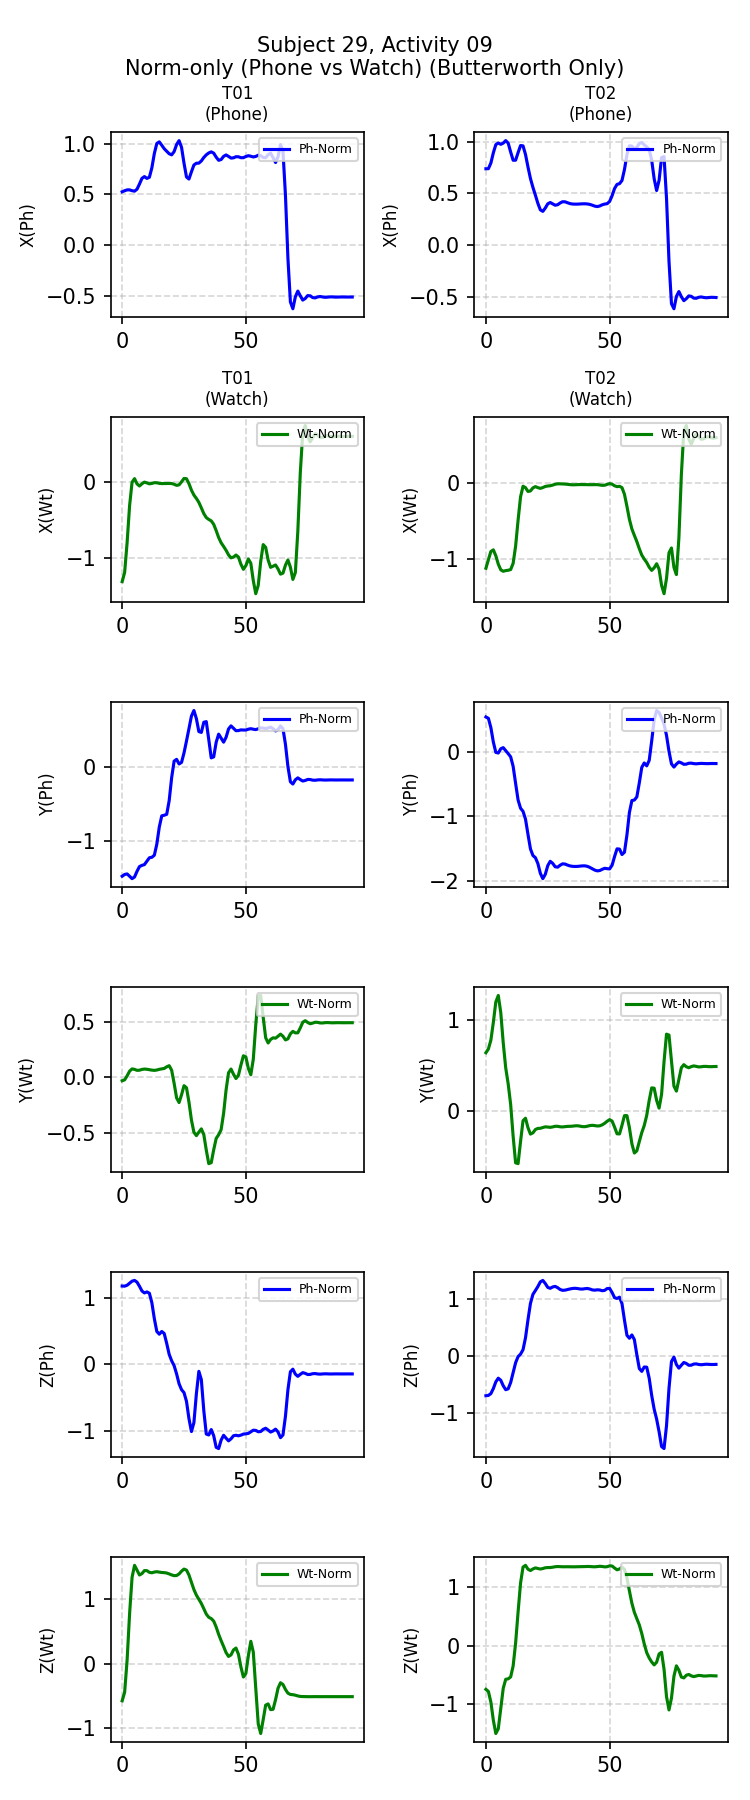 Subject 29, Activity 09
Norm-only (Phone vs Watch) (Butterworth Only)
T01
(Phone)
T02
(Phone)
X(Ph)
1.0
0.5
0.0
−0.5
Ph-Norm
0
50
X(Ph)
1.0
0.5
0.0
−0.5
Ph-Norm
0
50
T01
(Watch)
T02
(Watch)
X(Wt)
0
−1
Wt-Norm
0
50
X(Wt)
0
−1
Wt-Norm
0
50
Y(Ph)
0
−1
Ph-Norm
0
50
Y(Ph)
0
−1
−2
Ph-Norm
0
50
Y(Wt)
0.5
0.0
−0.5
Wt-Norm
0
50
Y(Wt)
1
0
Wt-Norm
0
50
Z(Ph)
1
0
−1
Ph-Norm
0
50
Z(Ph)
1
0
−1
Ph-Norm
0
50
Z(Wt)
1
0
−1
Wt-Norm
0
50
Z(Wt)
1
0
−1
Wt-Norm
0
50